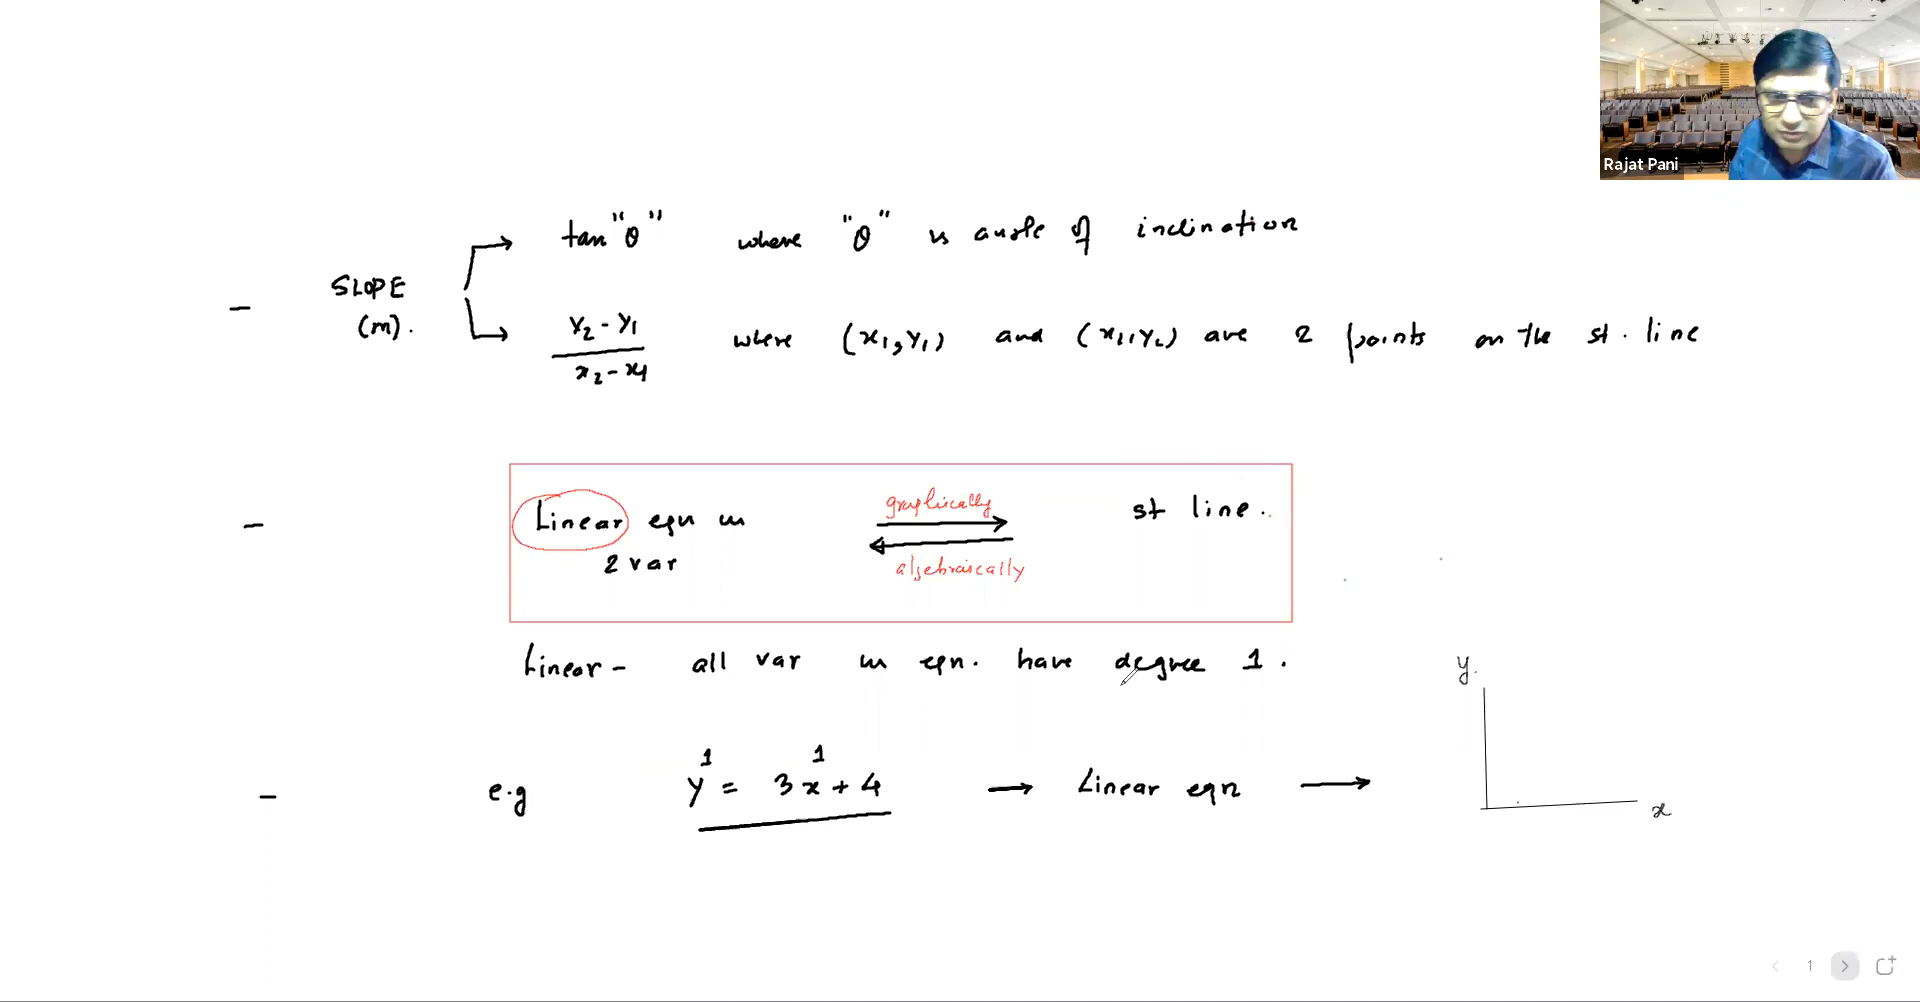 Rajat Pani
tan "θ" where "θ" is angle of inclination
SLOPE
(m).
y2 - y1 where (x1, y1) and (x1, y2) are 2 points on the st. line
x2 - x1
graphically
Linear eqn in st line.
2 var algebraically
Linear - all var in eqn. have degree 1.
y.
1 1
e.g y = 3x + 4 → Linear eqn →
x
1